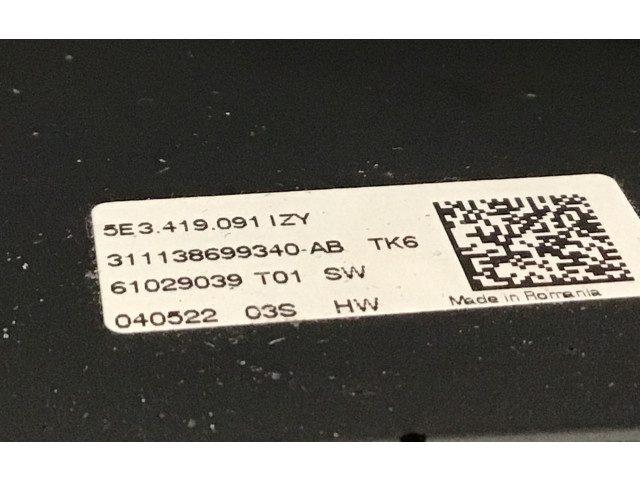 5E3.419.091 IZY
311138699340-AB TK6
61029039 T01 SW
040522 03S HW
Made in Romania